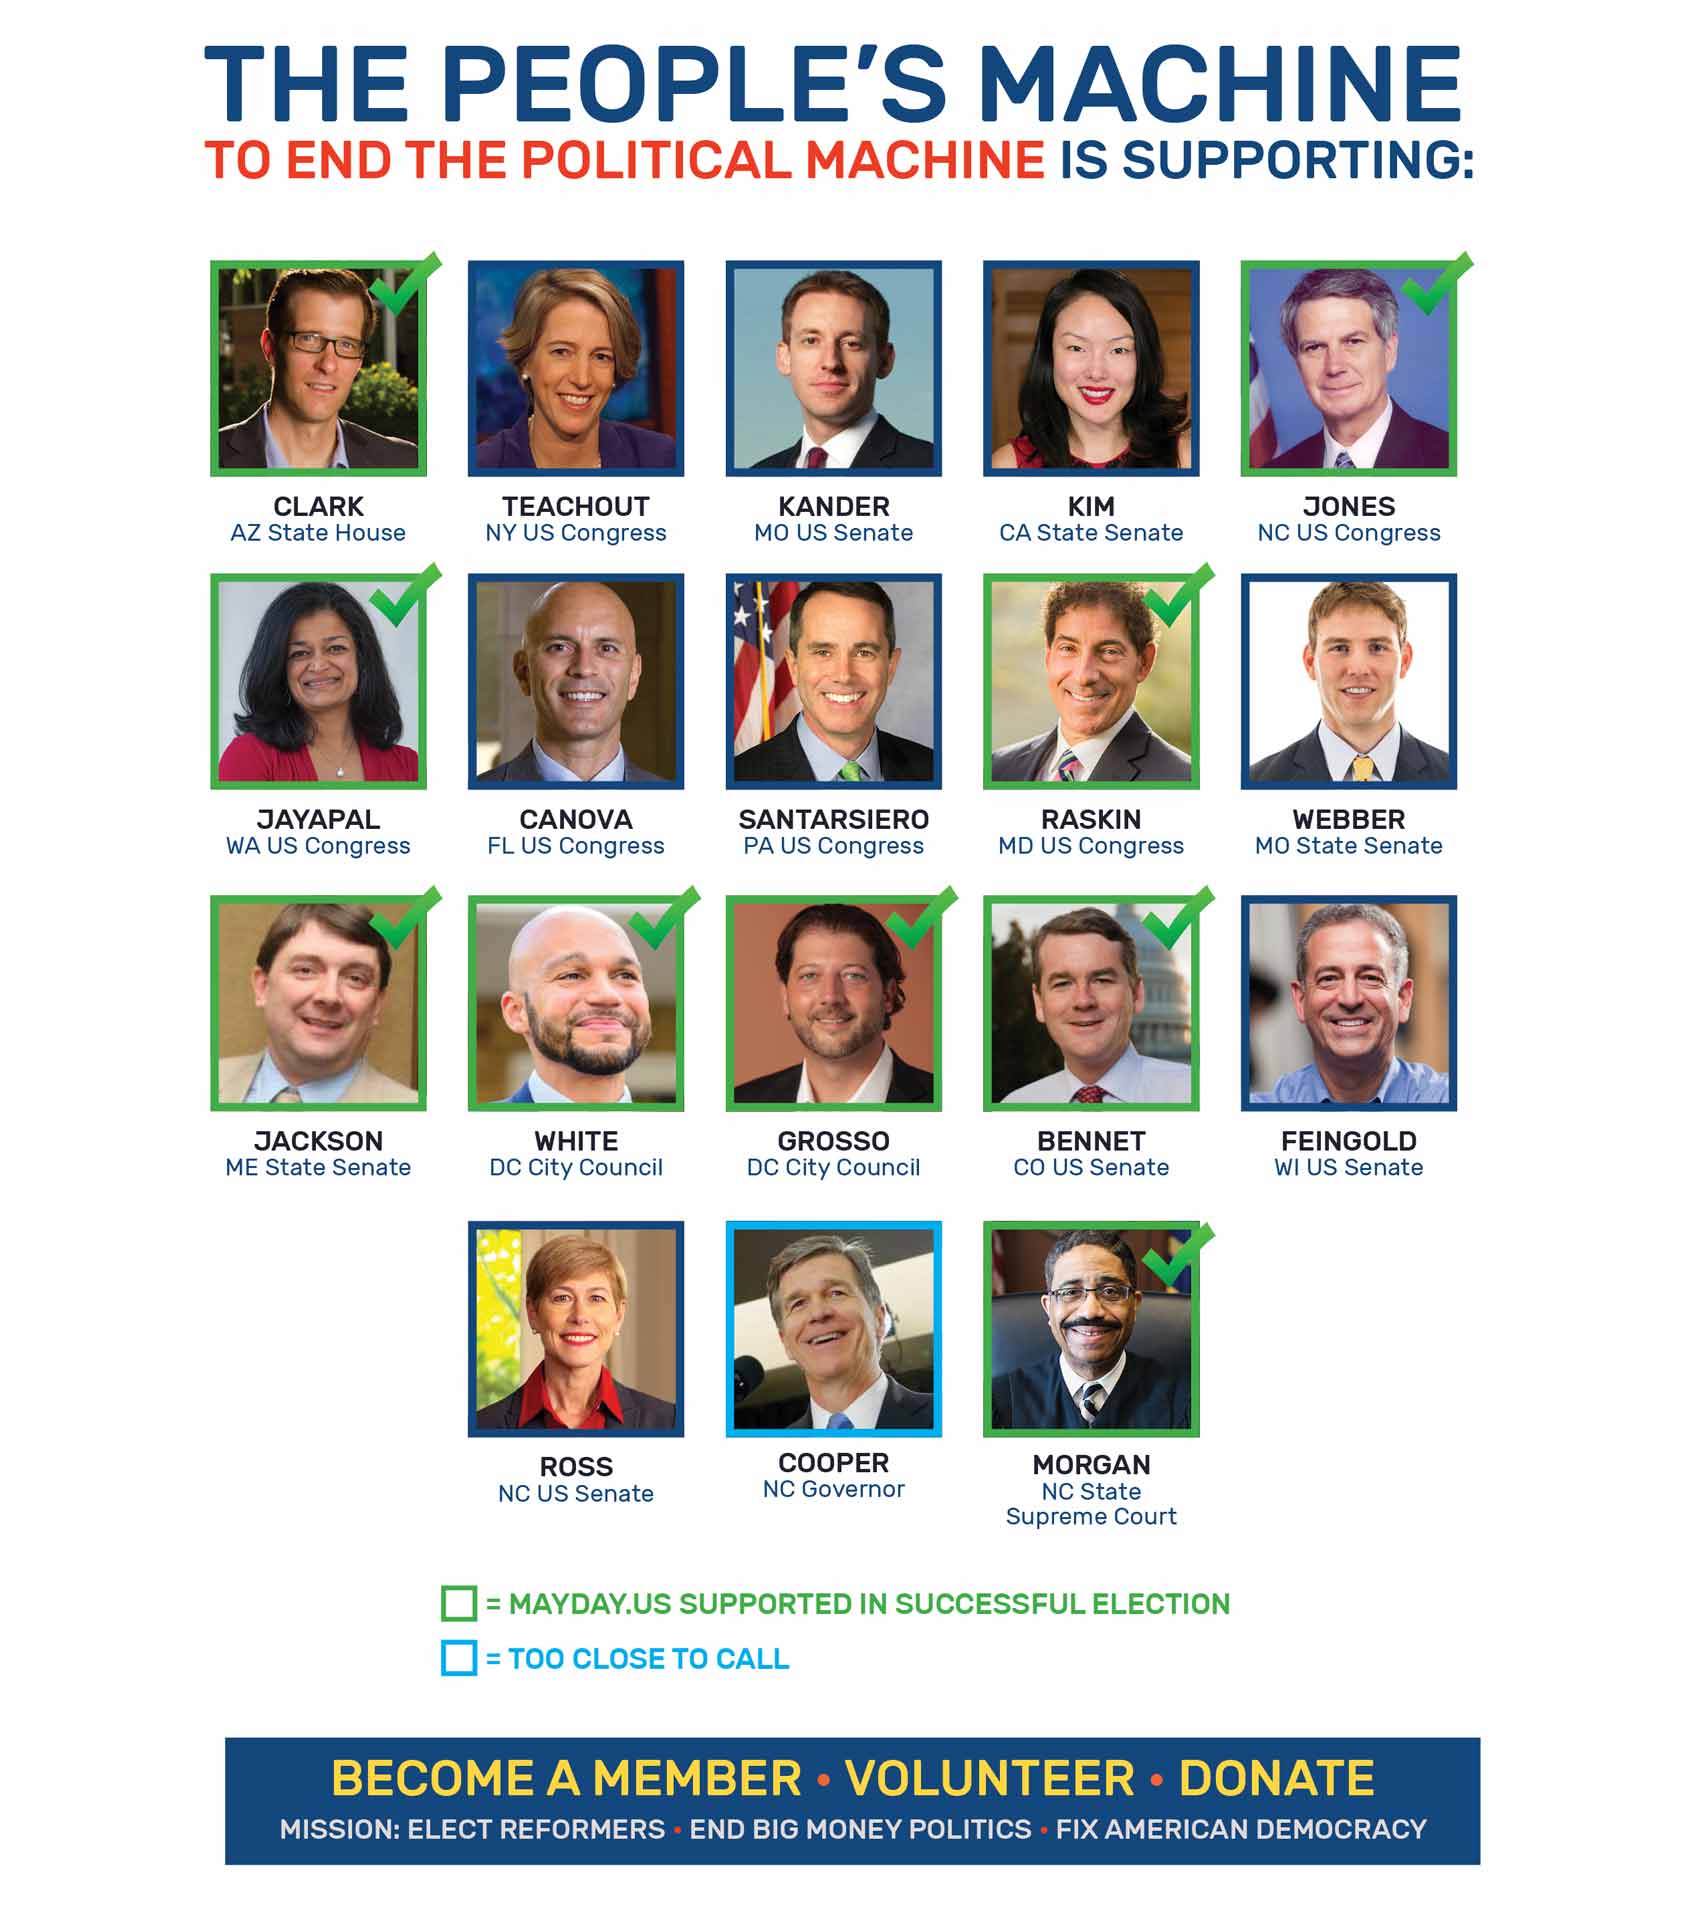 THE PEOPLE'S MACHINE
TO END THE POLITICAL MACHINE IS SUPPORTING:
CLARK
AZ State House
TEACHOUT
NY US Congress
KANDER
MO US Senate
KIM
CA State Senate
JONES
NC US Congress
JAYAPAL
WA US Congress
CANOVA
FL US Congress
SANTARSIERO
PA US Congress
RASKIN
MD US Congress
WEBBER
MO State Senate
JACKSON
ME State Senate
WHITE
DC City Council
GROSSO
DC City Council
BENNET
CO US Senate
FEINGOLD
WI US Senate
ROSS
NC US Senate
COOPER
NC Governor
MORGAN
NC State
Supreme Court
= MAYDAY.US SUPPORTED IN SUCCESSFUL ELECTION
= TOO CLOSE TO CALL
BECOME A MEMBER • VOLUNTEER • DONATE
MISSION: ELECT REFORMERS • END BIG MONEY POLITICS • FIX AMERICAN DEMOCRACY